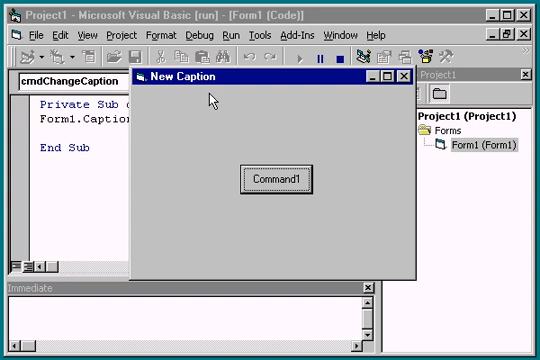 Project1 - Microsoft Visual Basic [run] - [Form1 (Code)]
File Edit View Project Format Debug Run Tools Add-Ins Window Help
cmdChangeCaption
New Caption
Project1
Private Sub
Form1.Caption
End Sub
Command1
Project1 (Project1)
Forms
Form1 (Form1)
Immediate